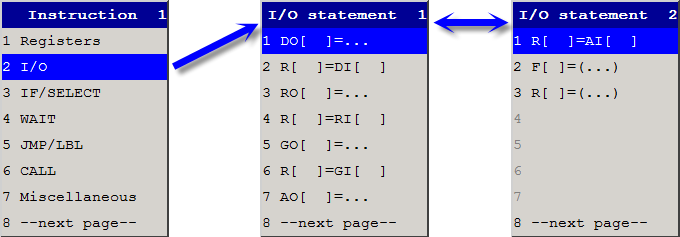 Instruction 1
1 Registers
2 I/O
3 IF/SELECT
4 WAIT
5 JMP/LBL
6 CALL
7 Miscellaneous
8 --next page--
I/O statement 1
1 DO[  ]=...
2 R[  ]=DI[  ]
3 RO[  ]=...
4 R[  ]=RI[  ]
5 GO[  ]=...
6 R[  ]=GI[  ]
7 AO[  ]=...
8 --next page--
I/O statement 2
1 R[  ]=AI[  ]
2 F[ ]=(...)
3 R[ ]=(...)
4
5
6
7
8 --next page--